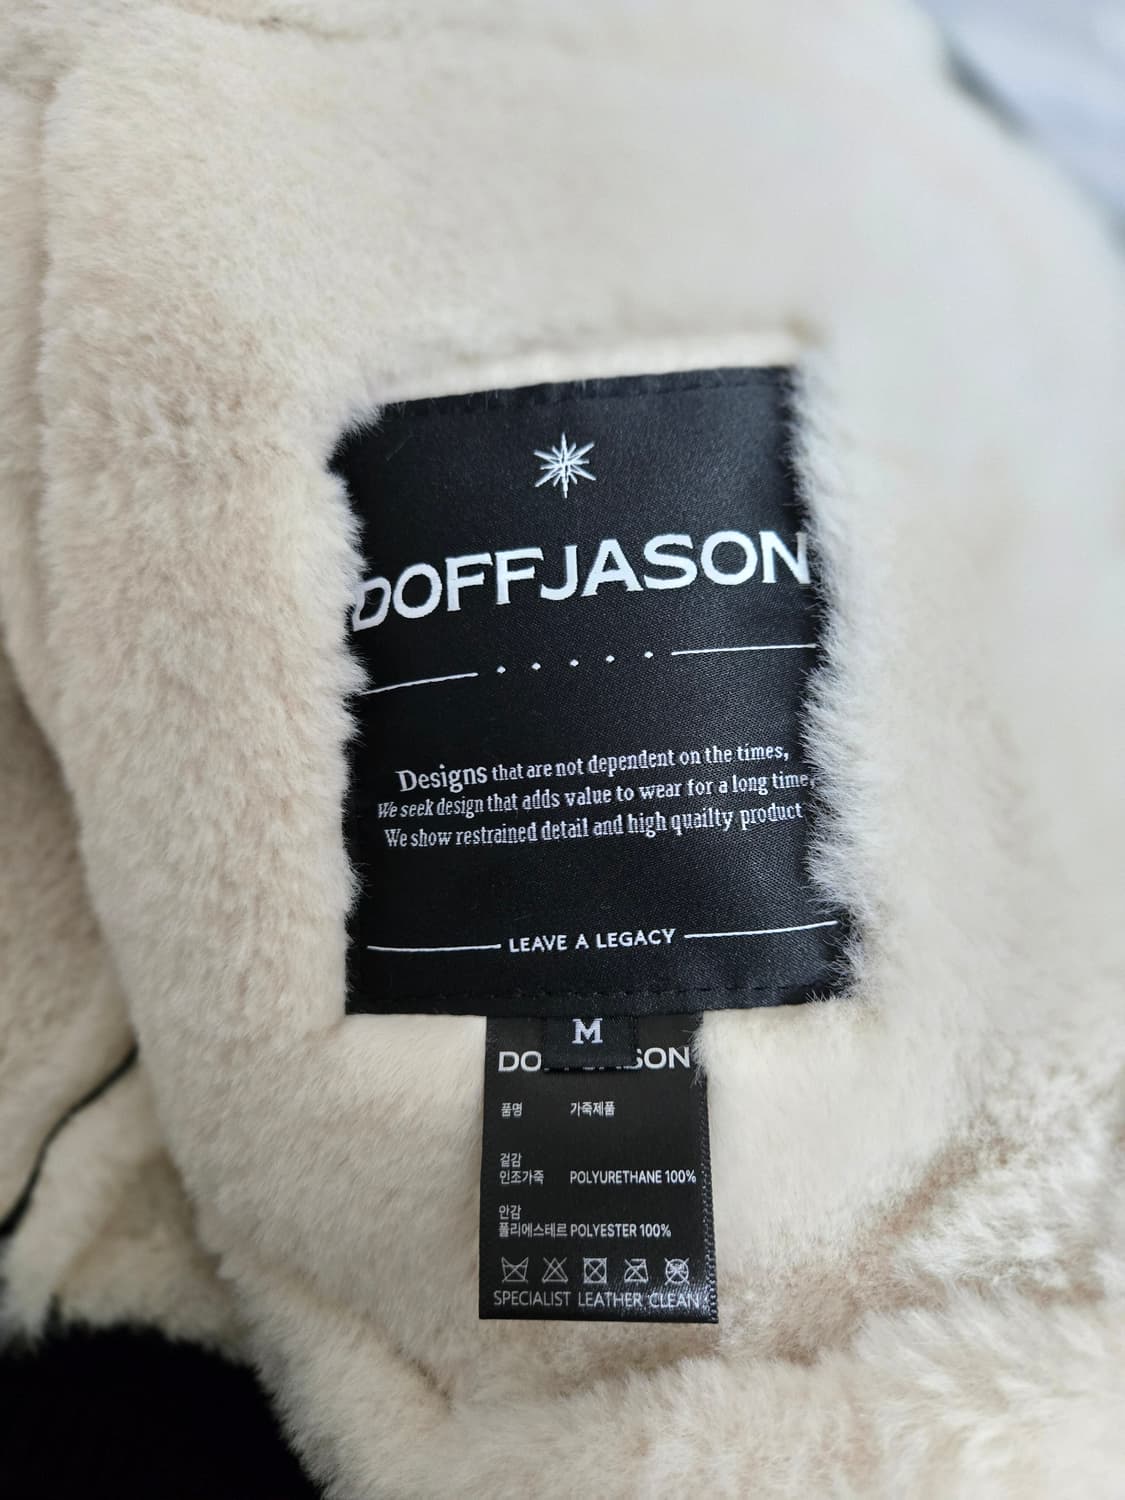 DOFFJASON
Designs that are not dependent on the times,
We seek design that adds value to wear for a long time,
We show restrained detail and high quailty product
LEAVE A LEGACY
M
품명 가죽제품
겉감
인조가죽 POLYURETHANE 100%
안감
폴리에스테르 POLYESTER 100%
SPECIALIST LEATHER CLEAN